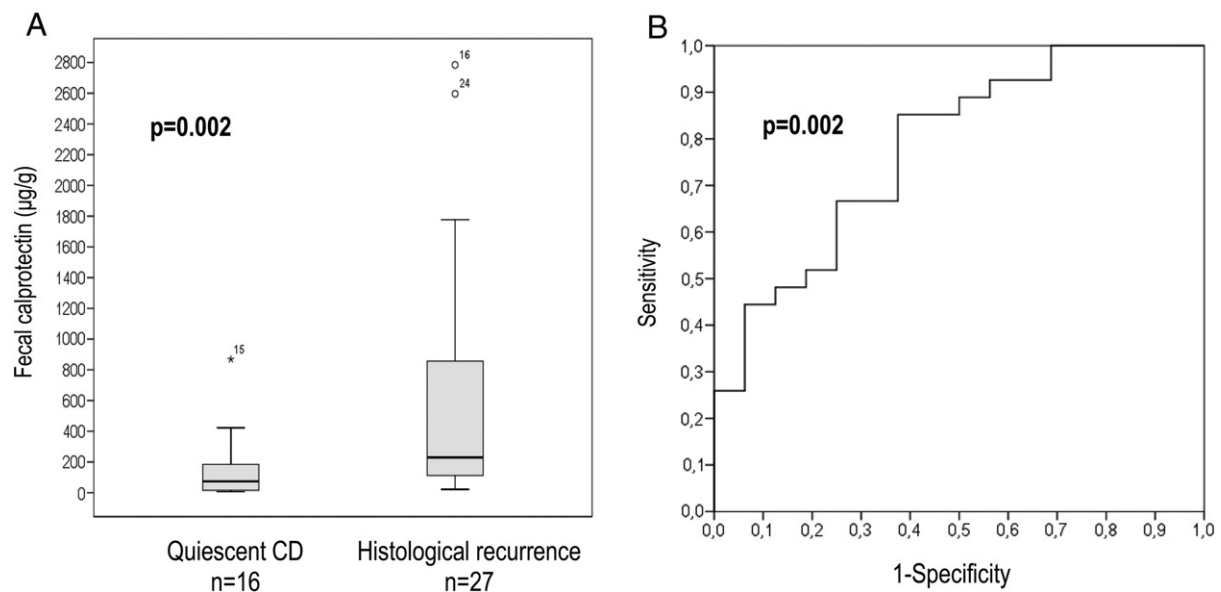 A
2800
2600
2400
2200
2000
1800
1600
1400
1200
1000
800
600
400
200
0
Fecal calprotectin (µg/g)
p=0.002
16
24
*15
Quiescent CD
n=16
Histological recurrence
n=27
B
1,0
0,9
0,8
0,7
0,6
0,5
0,4
0,3
0,2
0,1
0,0
Sensitivity
p=0.002
0,0 0,1 0,2 0,3 0,4 0,5 0,6 0,7 0,8 0,9 1,0
1-Specificity